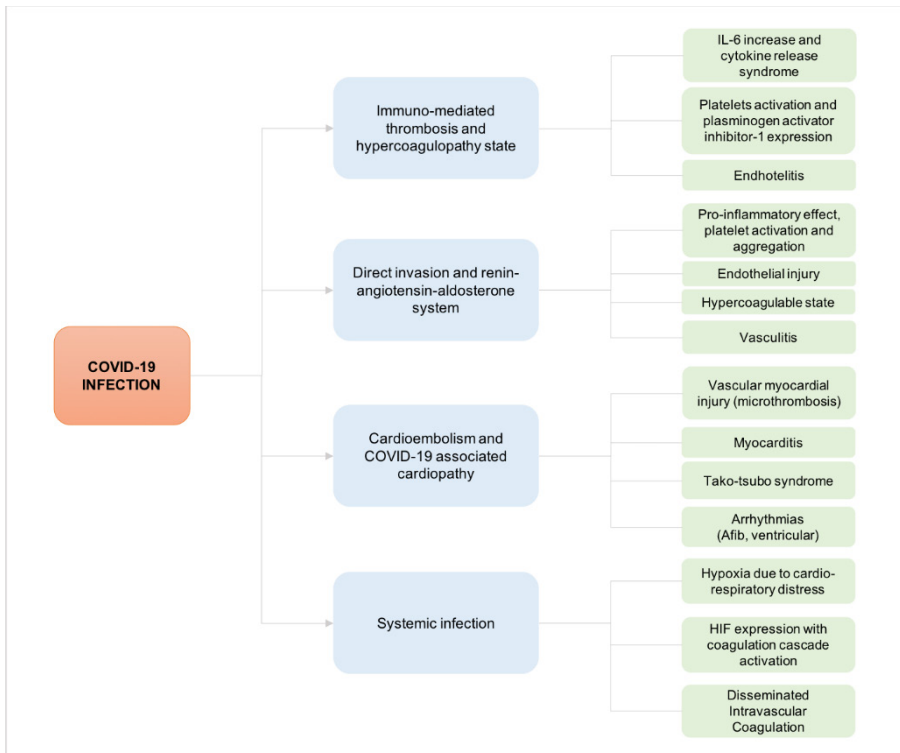 COVID-19
INFECTION
Immuno-mediated
thrombosis and
hypercoagulopathy state
IL-6 increase and
cytokine release
syndrome
Platelets activation and
plasminogen activator
inhibitor-1 expression
Endhotelitis
Direct invasion and renin-
angiotensin-aldosterone
system
Pro-inflammatory effect,
platelet activation and
aggregation
Endothelial injury
Hypercoagulable state
Vasculitis
Cardioembolism and
COVID-19 associated
cardiopathy
Vascular myocardial
injury (microthrombosis)
Myocarditis
Tako-tsubo syndrome
Arrhythmias
(Afib, ventricular)
Systemic infection
Hypoxia due to cardio-
respiratory distress
HIF expression with
coagulation cascade
activation
Disseminated
Intravascular
Coagulation